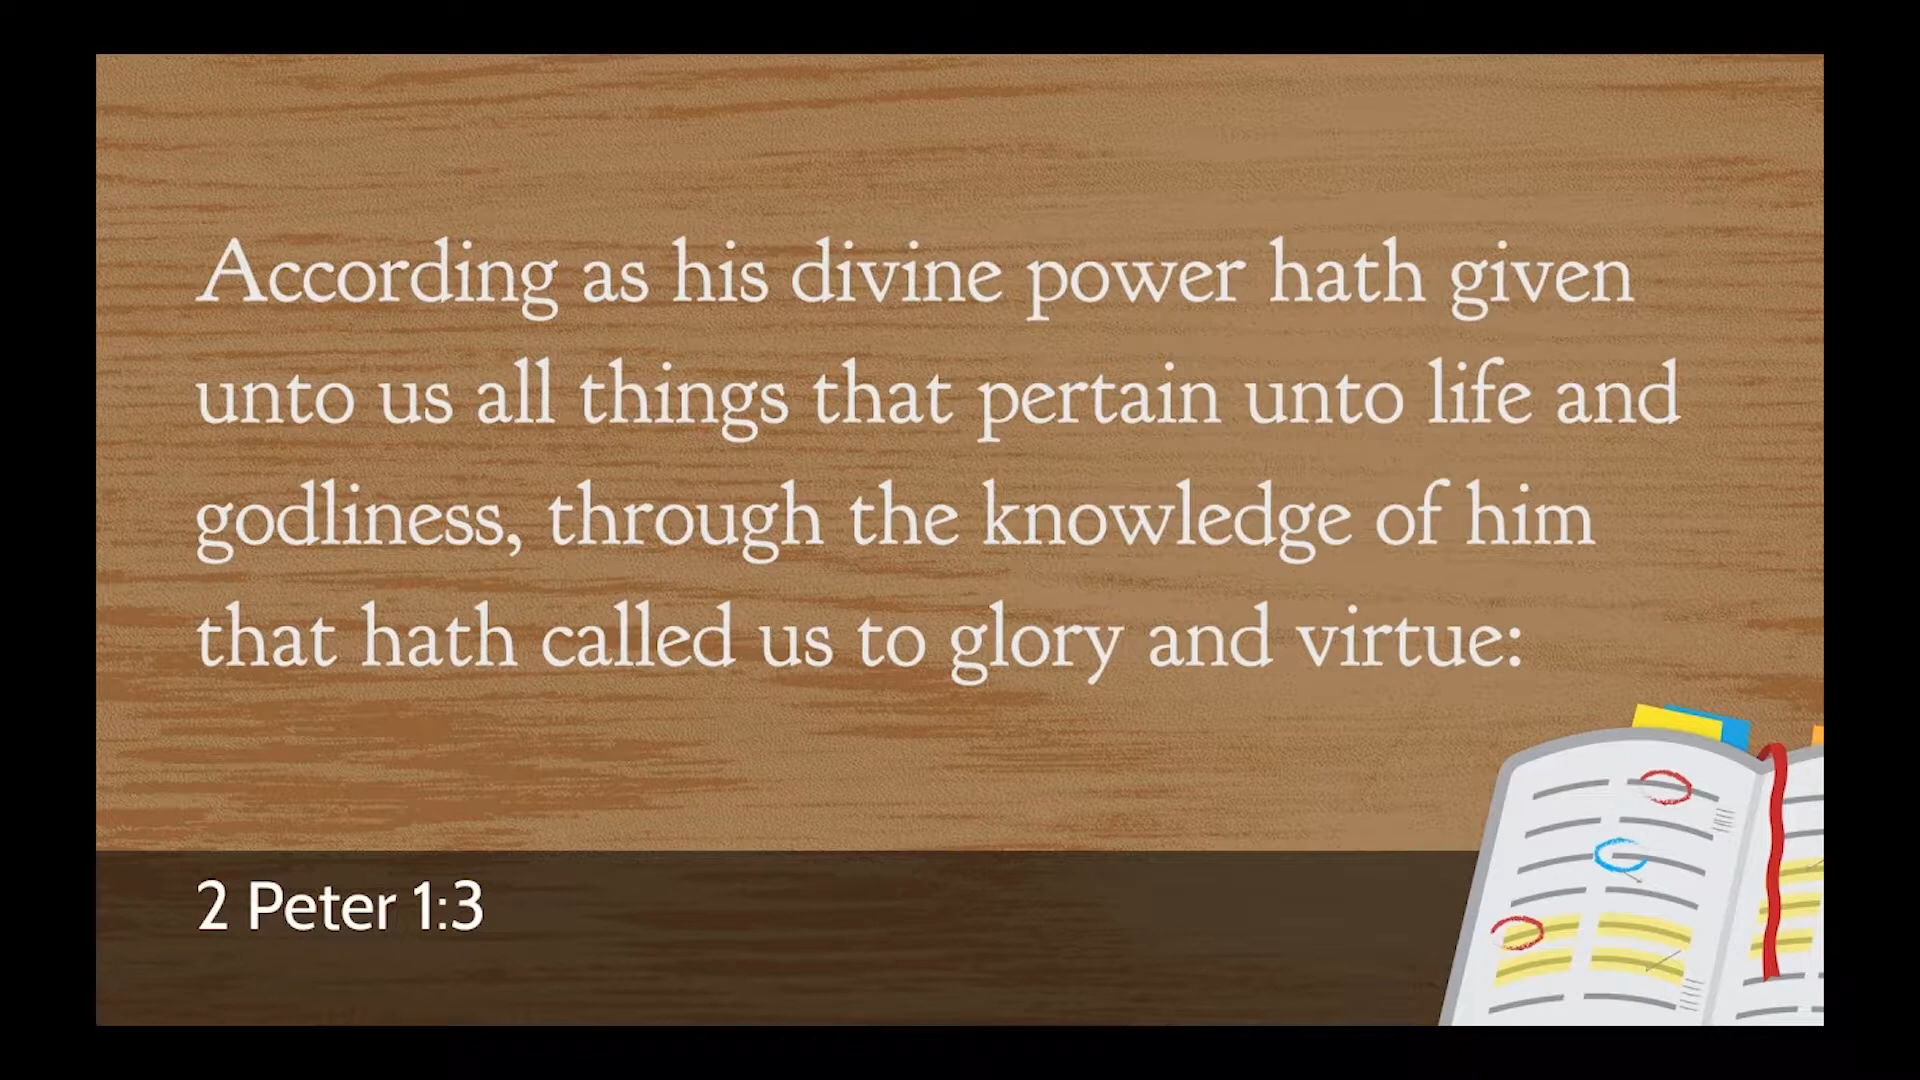 According as his divine power hath given
unto us all things that pertain unto life and
godliness, through the knowledge of him
that hath called us to glory and virtue:
2 Peter 1:3